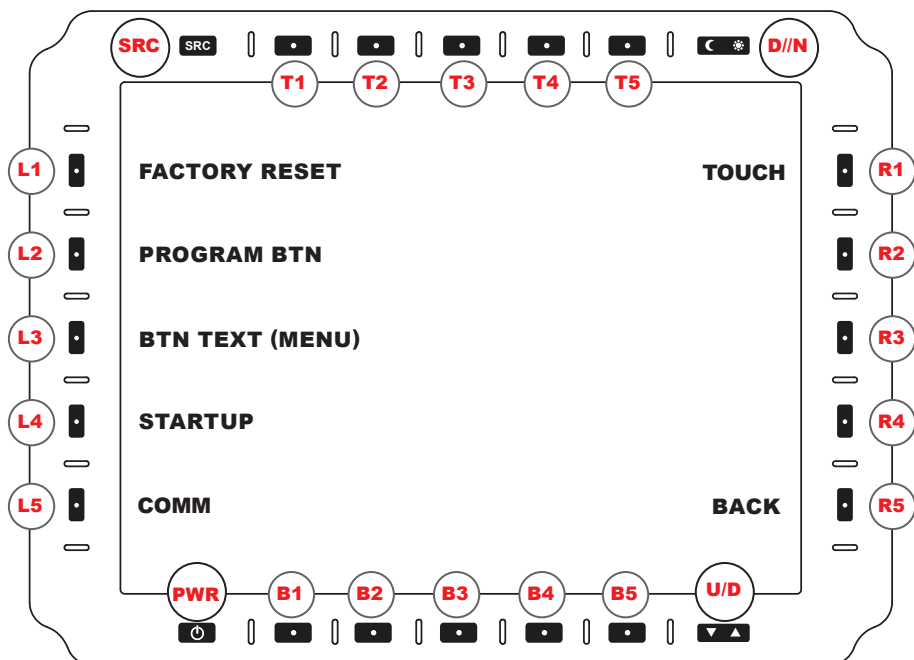 SRC SRC D//N
T1 T2 T3 T4 T5
L1 FACTORY RESET TOUCH R1
L2 PROGRAM BTN R2
L3 BTN TEXT (MENU) R3
L4 STARTUP R4
L5 COMM BACK R5
PWR B1 B2 B3 B4 B5 U/D